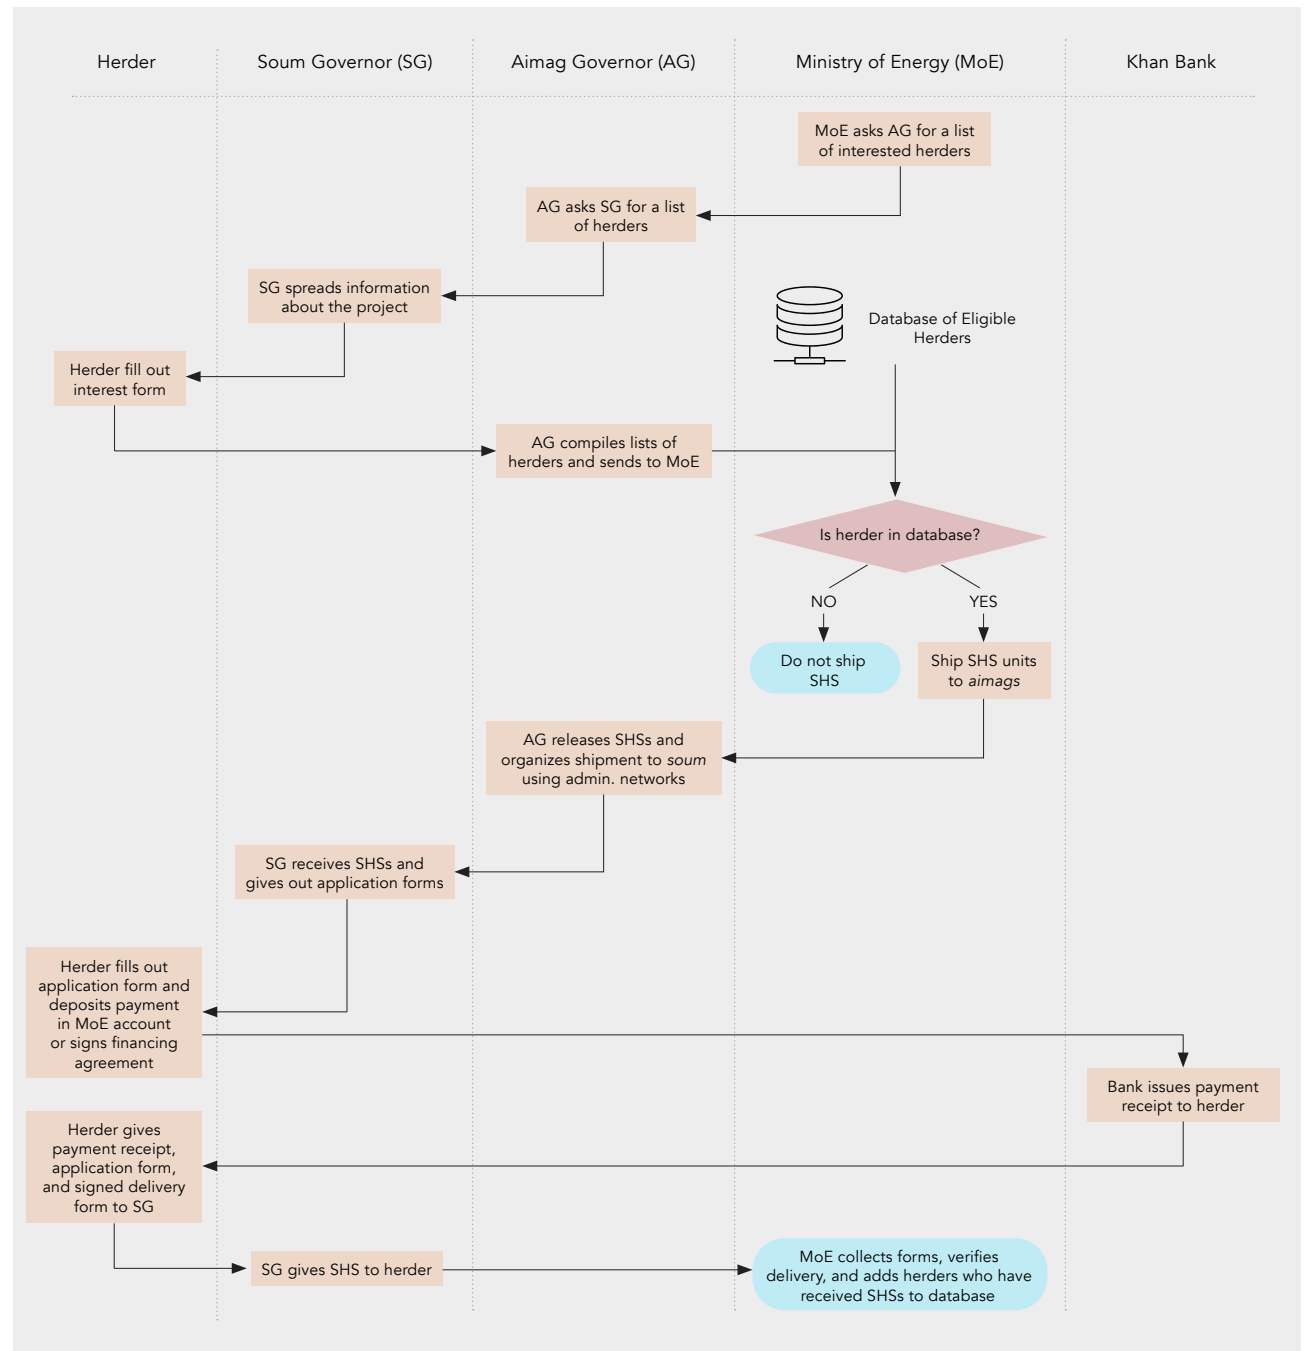 Herder
Soum Governor (SG)
Aimag Governor (AG)
Ministry of Energy (MoE)
Khan Bank
MoE asks AG for a list
of interested herders
AG asks SG for a list
of herders
SG spreads information
about the project
Database of Eligible
Herders
Herder fill out
interest form
AG compiles lists of
herders and sends to MoE
Is herder in database?
NO
YES
Do not ship
SHS
Ship SHS units
to aimags
AG releases SHSs and
organizes shipment to soum
using admin. networks
SG receives SHSs and
gives out application forms
Herder fills out
application form and
deposits payment
in MoE account
or signs financing
agreement
Bank issues payment
receipt to herder
Herder gives
payment receipt,
application form,
and signed delivery
form to SG
SG gives SHS to herder
MoE collects forms, verifies
delivery, and adds herders who have
received SHSs to database